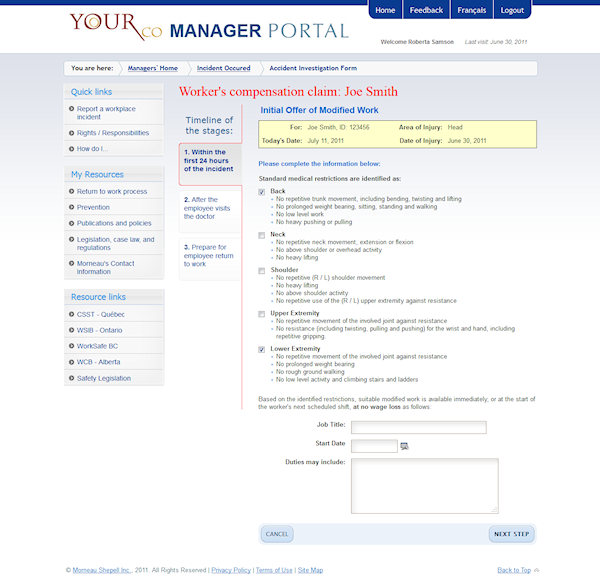 Home Feedback Français Logout
YOUR co MANAGER PORTAL
Welcome Roberta Samson Last visit: June 30, 2011
You are here: Managers' Home Incident Occured Accident Investigation Form
Quick links
Report a workplace
incident
Rights / Responsibilities
How do I...
My Resources
Return to work process
Prevention
Publications and policies
Legislation, case law, and
regulations
Morneau's Contact
Information
Resource links
CSST - Québec
WSIB - Ontario
WorkSafe BC
WCB - Alberta
Safety Legislation
Worker's compensation claim: Joe Smith
Timeline of
the stages:
1. Within the
first 24 hours
of the incident
2. After the
employee visits
the doctor
3. Prepare for
employee return
to work
Initial Offer of Modified Work
For: Joe Smith, ID: 123456 Area of Injury: Head
Today's Date: July 11, 2011 Date of Injury: June 30, 2011
Please complete the information below:
Standard medical restrictions are identified as:
Back
No repetitive trunk movement, including bending, twisting and lifting
No prolonged weight bearing, sitting, standing and walking
No low level work
No heavy pushing or pulling
Neck
No repetitive neck movement, extension or flexion
No above shoulder or overhead activity
No heavy lifting
Shoulder
No repetitive (R / L) shoulder movement
No heavy lifting
No above shoulder activity
No repetitive use of the (R / L) upper extremity against resistance
Upper Extremity
No repetitive movement of the involved joint against resistance
No resistance (including twisting, pulling and pushing) for the wrist and hand, including
repetitive gripping
Lower Extremity
No repetitive movement of the involved joint against resistance
No prolonged weight bearing
No rough ground walking
No low level activity and climbing stairs and ladders
Based on the identified restrictions, suitable modified work is available immediately, or at the start of
the worker's next scheduled shift, at no wage loss as follows:
Job Title:
Start Date
Duties may include:
CANCEL NEXT STEP
© Morneau Shepell Inc., 2011. All Rights Reserved | Privacy Policy | Terms of Use | Site Map Back to Top